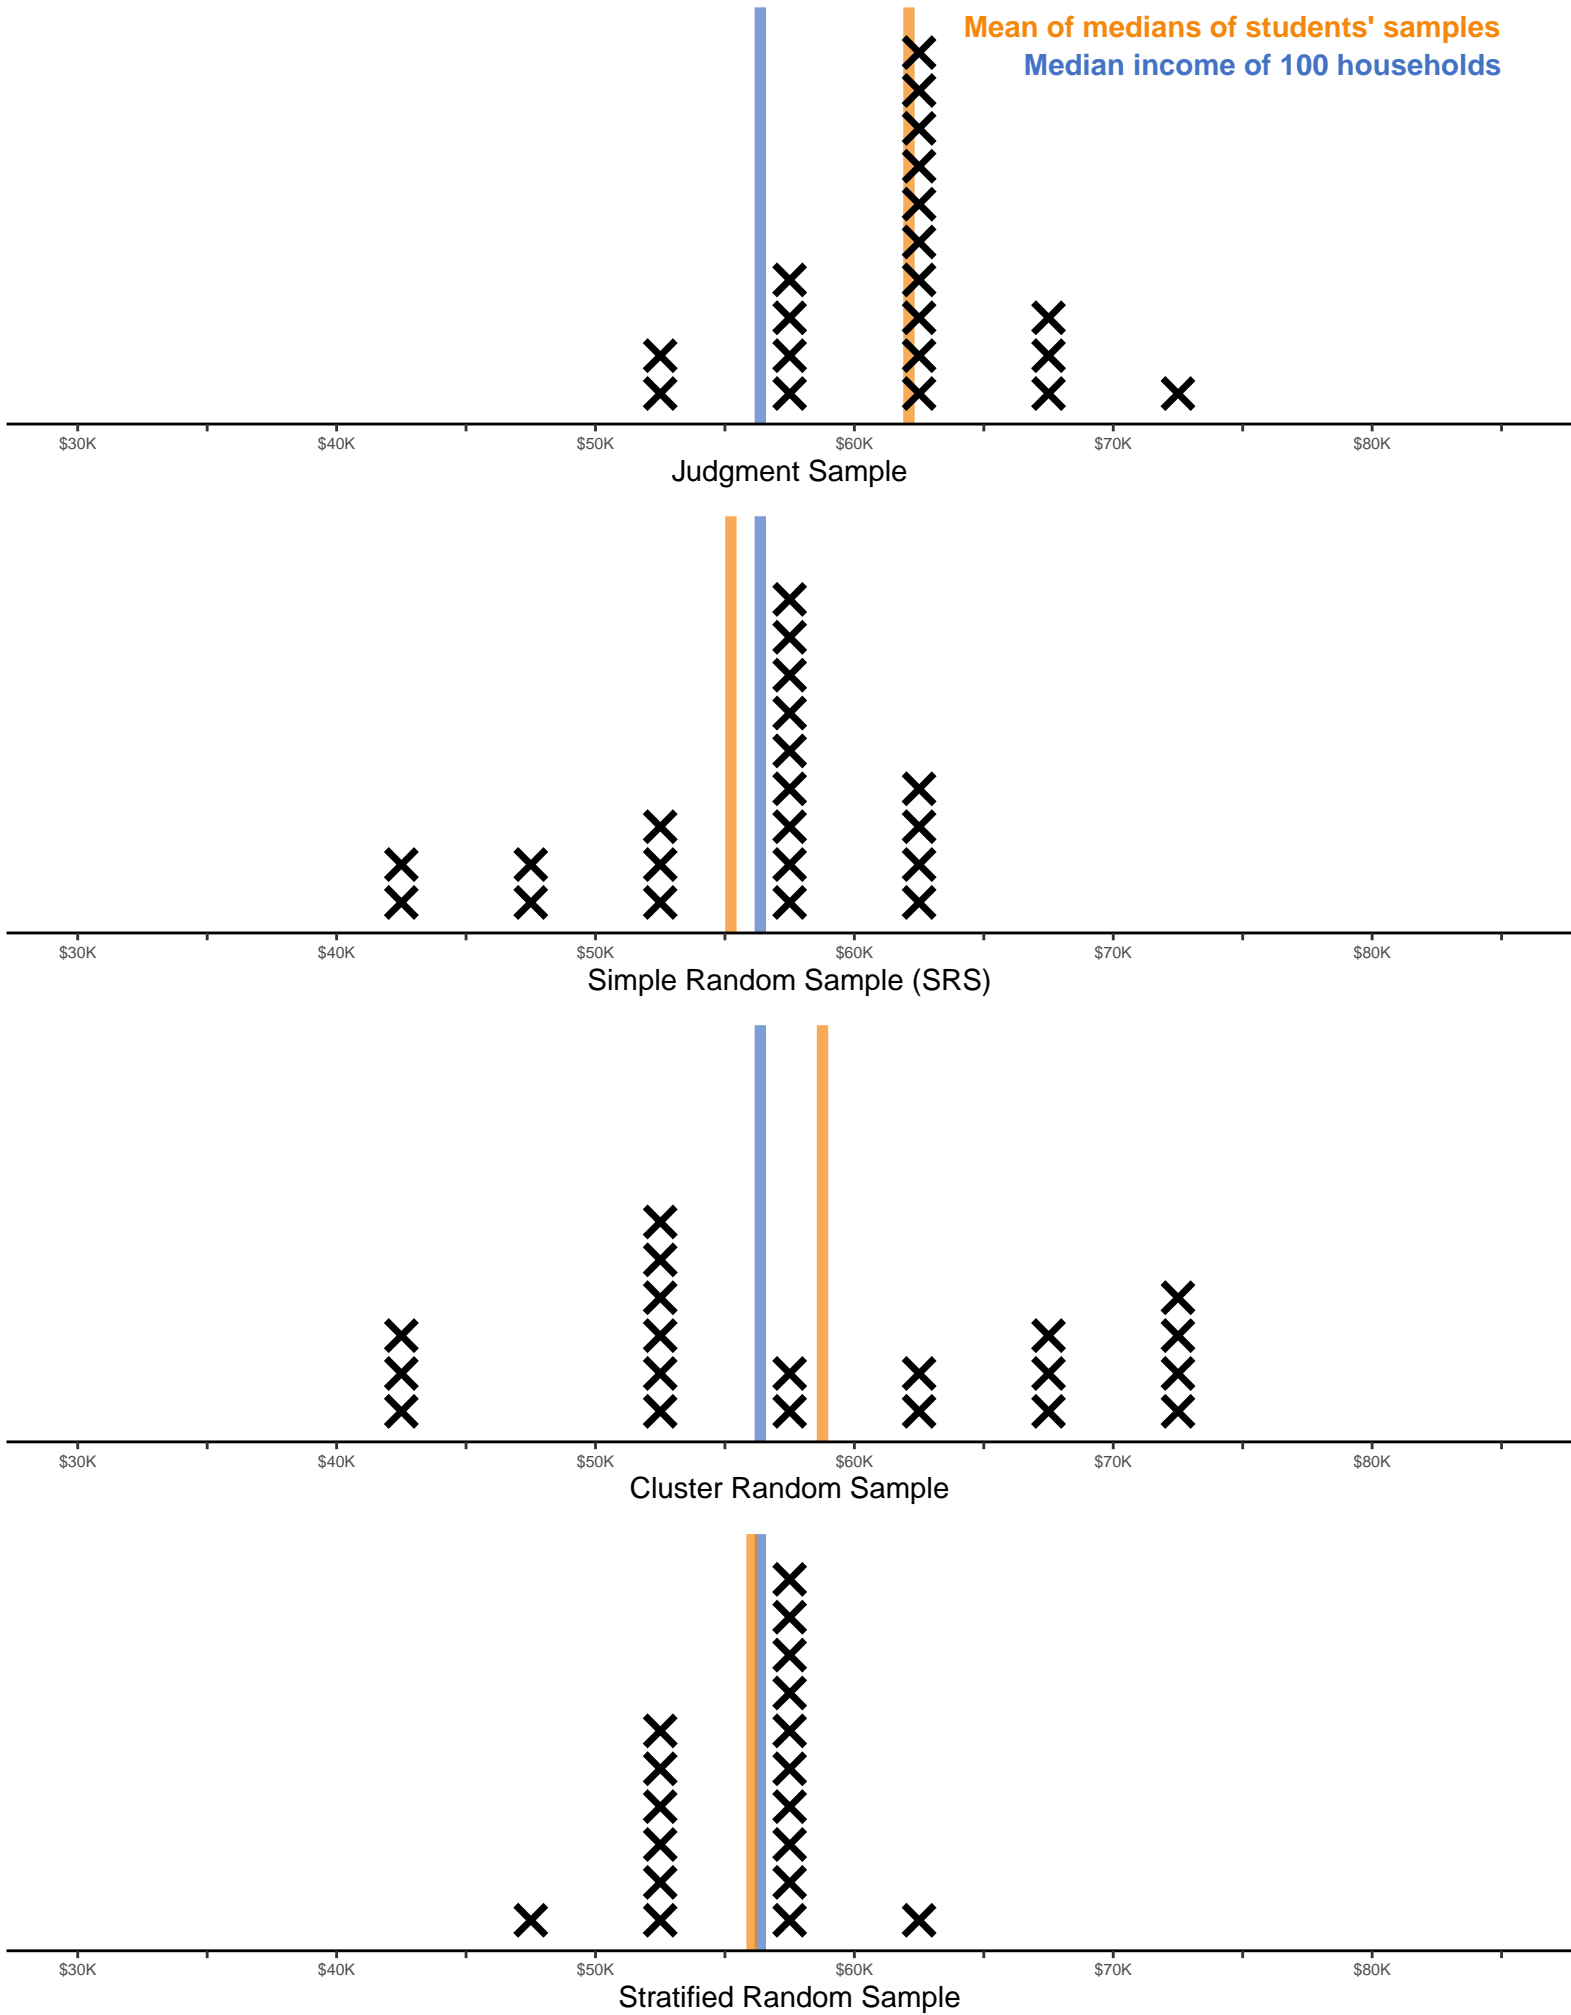 Mean of medians of students' samples
Median income of 100 households
$30K $40K $50K $60K $70K $80K
Judgment Sample
$30K $40K $50K $60K $70K $80K
Simple Random Sample (SRS)
$30K $40K $50K $60K $70K $80K
Cluster Random Sample
$30K $40K $50K $60K $70K $80K
Stratified Random Sample